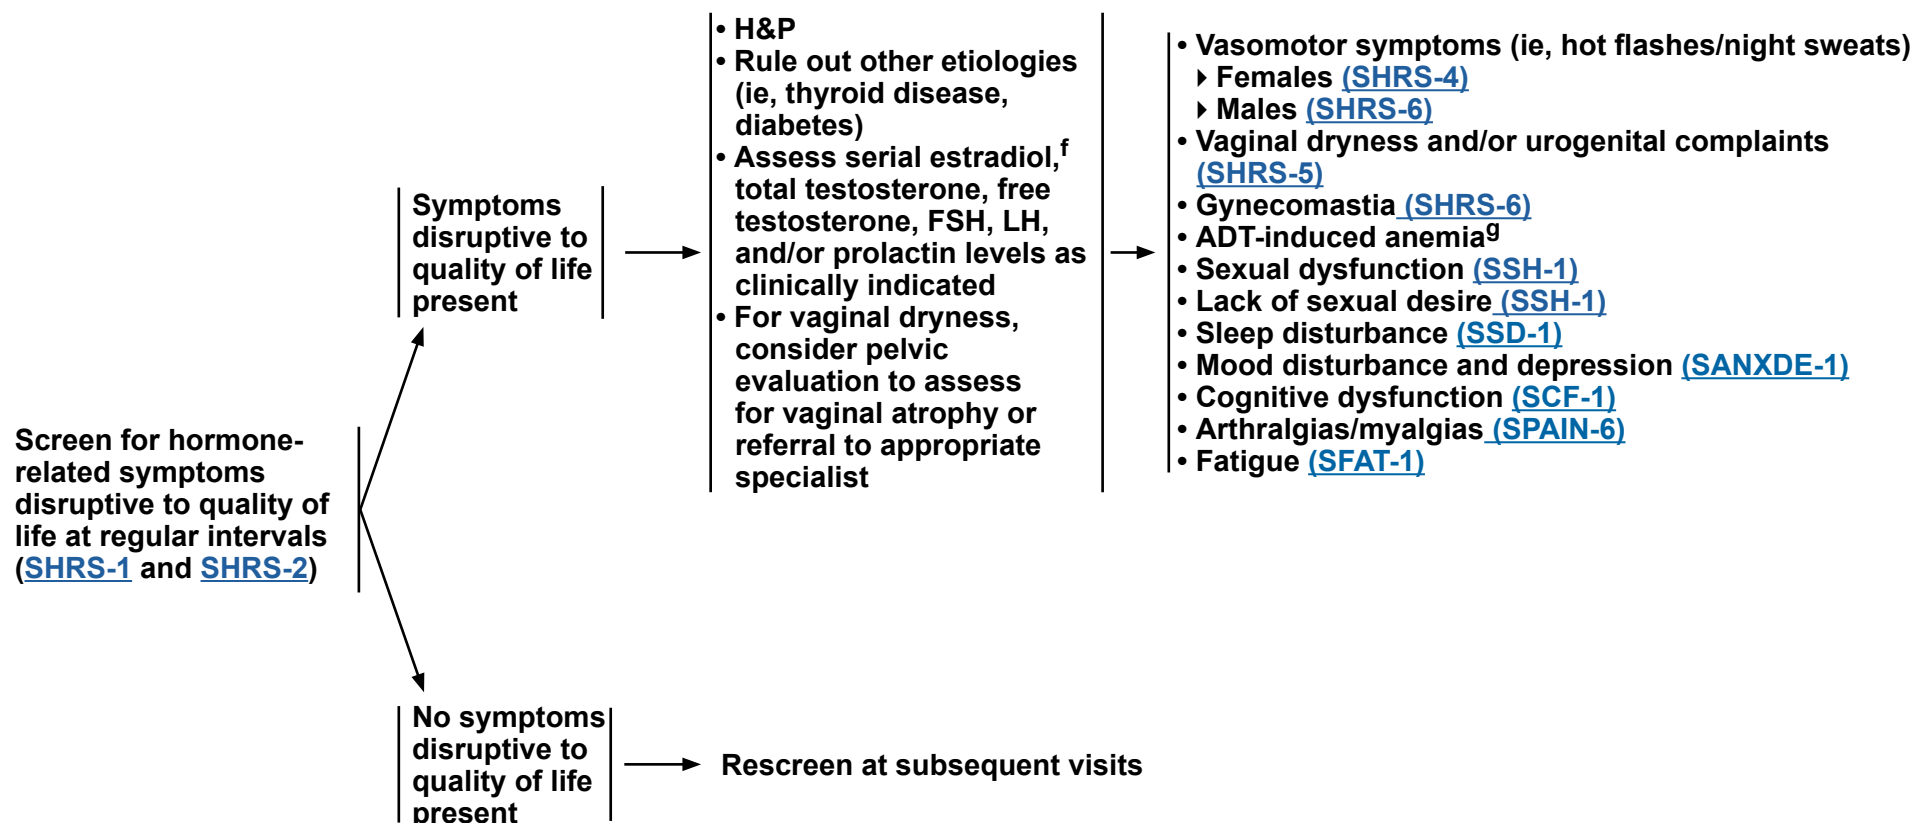 Screen for hormone-
related symptoms
disruptive to quality of
life at regular intervals
(SHRS-1 and SHRS-2)
Symptoms
disruptive to
quality of life
present
• H&P
• Rule out other etiologies
(ie, thyroid disease,
diabetes)
• Assess serial estradiol,f
total testosterone, free
testosterone, FSH, LH,
and/or prolactin levels as
clinically indicated
• For vaginal dryness,
consider pelvic
evaluation to assess
for vaginal atrophy or
referral to appropriate
specialist
• Vasomotor symptoms (ie, hot flashes/night sweats)
▸ Females (SHRS-4)
▸ Males (SHRS-6)
• Vaginal dryness and/or urogenital complaints
(SHRS-5)
• Gynecomastia (SHRS-6)
• ADT-induced anemiag
• Sexual dysfunction (SSH-1)
• Lack of sexual desire (SSH-1)
• Sleep disturbance (SSD-1)
• Mood disturbance and depression (SANXDE-1)
• Cognitive dysfunction (SCF-1)
• Arthralgias/myalgias (SPAIN-6)
• Fatigue (SFAT-1)
No symptoms
disruptive to
quality of life
present
Rescreen at subsequent visits